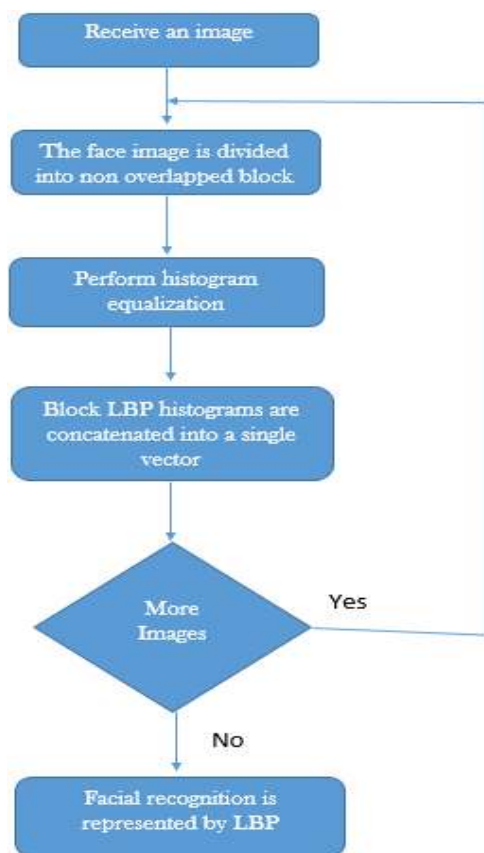 Receive an image
The face image is divided
into non overlapped block.
Perform histogram
equalization
Block LBP histograms are
concatenated into a single
vector
More
Images
Yes
No
Facial recognition is
represented by LBP